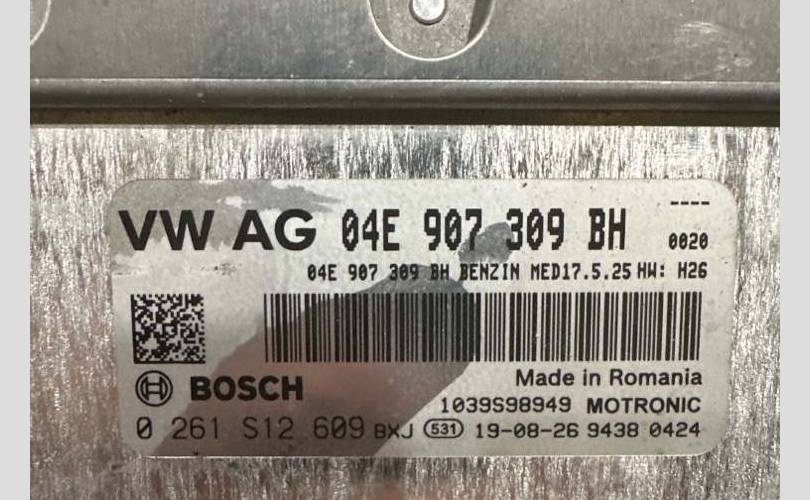 ----
VW AG 04E 907 309 BH 0020
04E 907 309 BH BENZIN MED17.5.25 HW: H26
BOSCH
Made in Romania
1039S98949 MOTRONIC
0 261 S12 609 BXJ 531 19-08-26 9438 0424